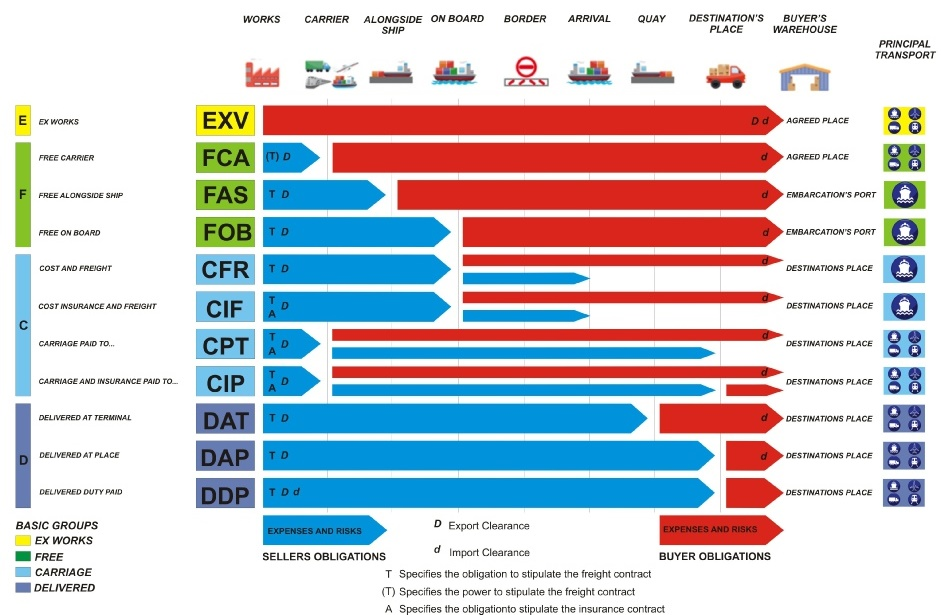 WORKS CARRIER ALONGSIDE SHIP ON BOARD BORDER ARRIVAL QUAY DESTINATION'S PLACE BUYER'S WAREHOUSE
PRINCIPAL TRANSPORT
E EX WORKS EXV D d AGREED PLACE
F
FREE CARRIER FCA (T) D d AGREED PLACE
FREE ALONGSIDE SHIP FAS T D d EMBARCATION'S PORT
FREE ON BOARD FOB T D d EMBARCATION'S PORT
C
COST AND FREIGHT CFR T D d DESTINATIONS PLACE
COST INSURANCE AND FREIGHT CIF T A D d DESTINATIONS PLACE
CARRIAGE PAID TO... CPT T A D d DESTINATIONS PLACE
CARRIAGE AND INSURANCE PAID TO... CIP T A D d DESTINATIONS PLACE
D
DELIVERED AT TERMINAL DAT T D d DESTINATIONS PLACE
DELIVERED AT PLACE DAP T D d DESTINATIONS PLACE
DELIVERED DUTY PAID DDP T D d DESTINATIONS PLACE
BASIC GROUPS
EX WORKS
FREE
CARRIAGE
DELIVERED
EXPENSES AND RISKS
SELLERS OBLIGATIONS
D Export Clearance
d Import Clearance
EXPENSES AND RISKS
BUYER OBLIGATIONS
T Specifies the obligation to stipulate the freight contract
(T) Specifies the power to stipulate the freight contract
A Specifies the obligationto stipulate the insurance contract